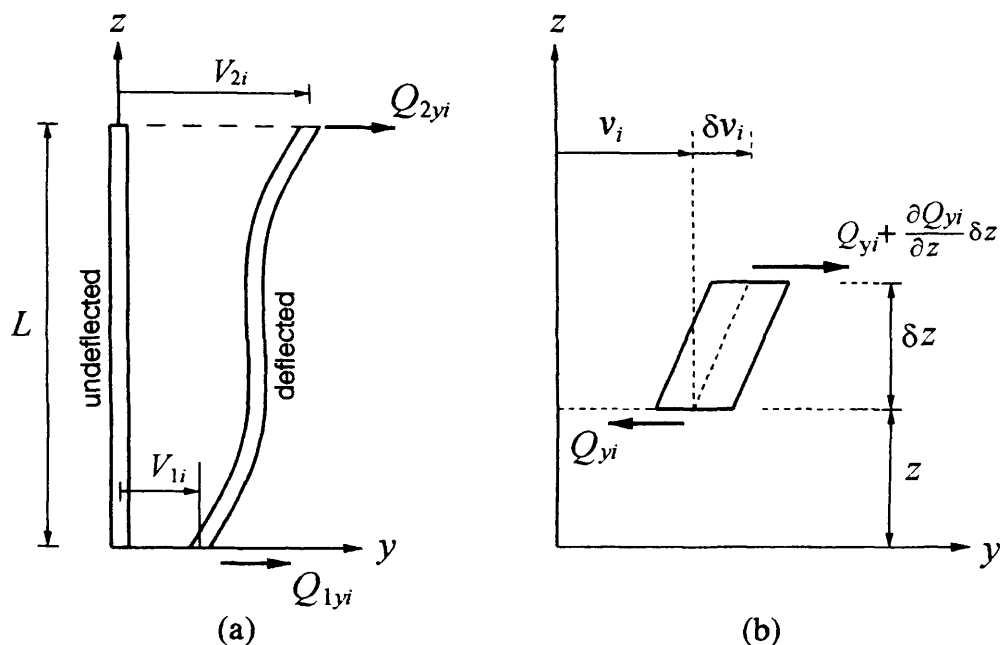 z
V₂ᵢ
Q₂yᵢ
L
undeflected
deflected
V₁ᵢ
y
Q₁yᵢ
(a)
z
vᵢ
δvᵢ
Qyᵢ + ∂Qyᵢ/∂z δz
δz
Qyᵢ
z
y
(b)